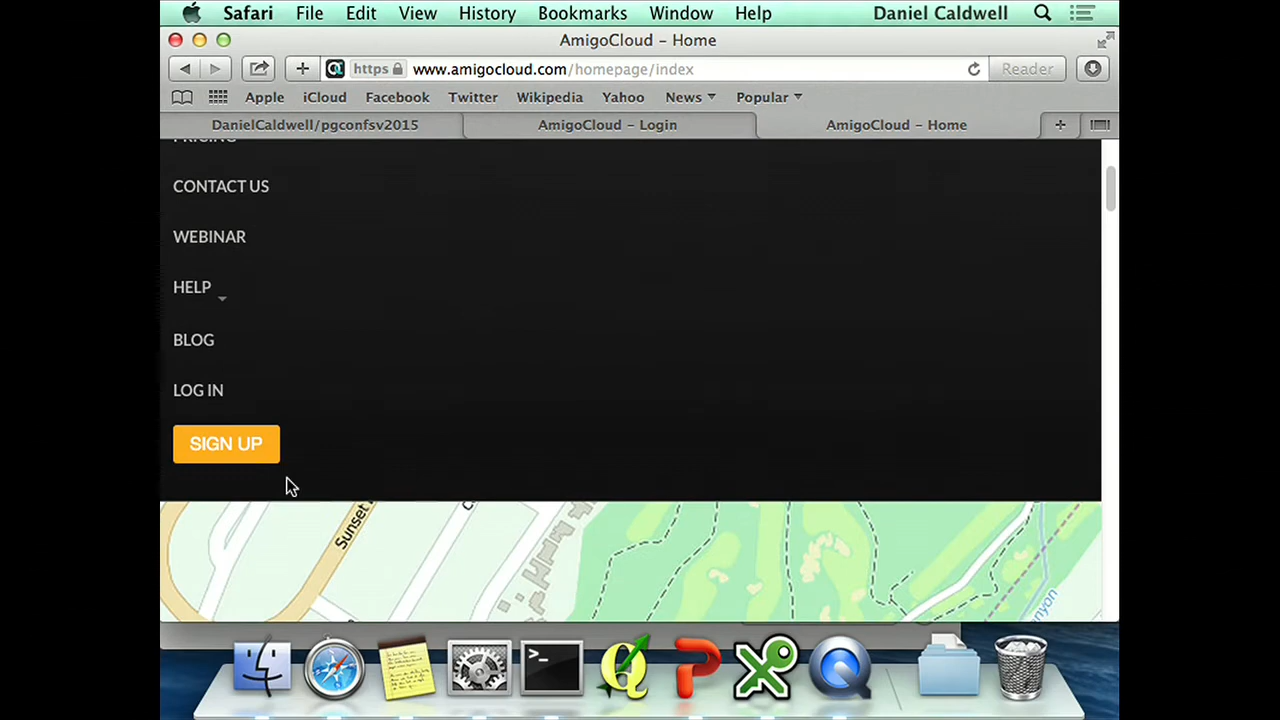 Safari File Edit View History Bookmarks Window Help Daniel Caldwell
AmigoCloud – Home
https www.amigocloud.com/homepage/index Reader
Apple iCloud Facebook Twitter Wikipedia Yahoo News Popular
DanielCaldwell/pgconfsv2015 AmigoCloud – Login AmigoCloud – Home
PRICING
CONTACT US
WEBINAR
HELP
BLOG
LOG IN
SIGN UP
Sunset